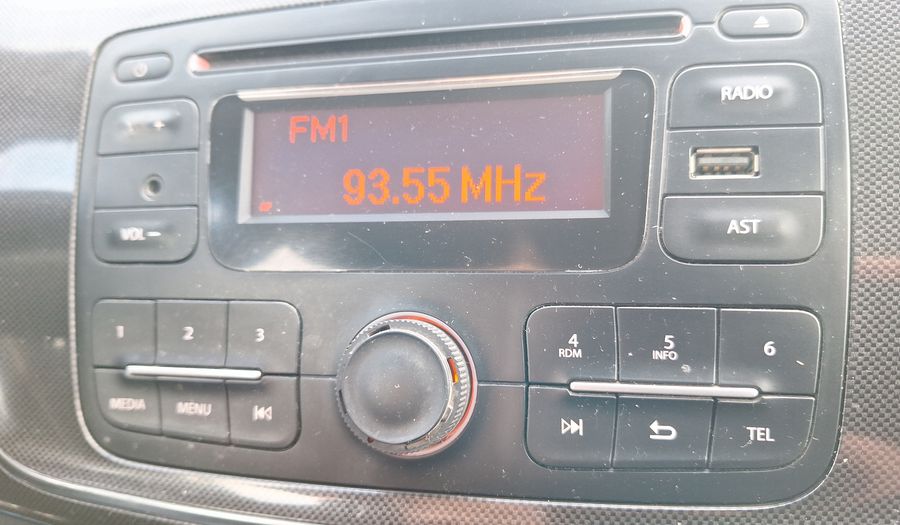 RADIO
FM1
93.55 MHz
VOL –
AST
1
2
3
4
RDM
5
INFO
6
MEDIA
MENU
TEL